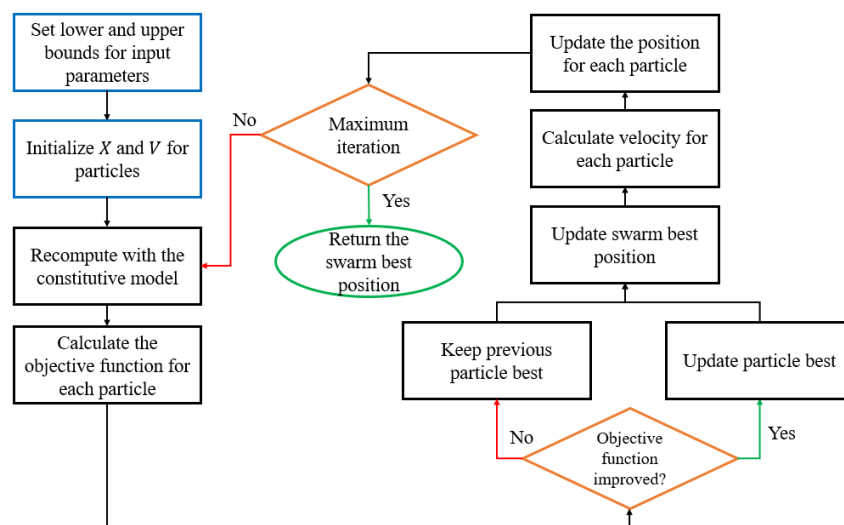 Set lower and upper
bounds for input
parameters
Initialize X and V for
particles
Recompute with the
constitutive model
Calculate the
objective function for
each particle
No
Maximum
iteration
Yes
Return the
swarm best
position
Update the position
for each particle
Calculate velocity for
each particle
Update swarm best
position
Keep previous
particle best
Update particle best
No
Objective
function
improved?
Yes